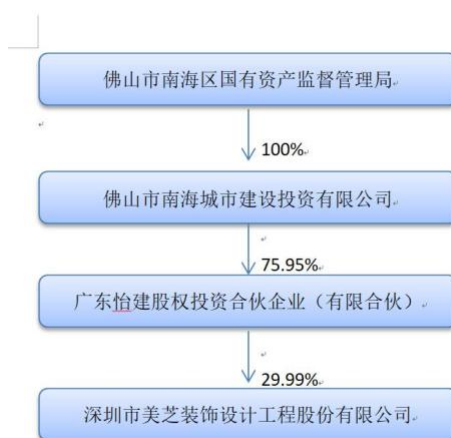 佛山市南海区国有资产监督管理局
100%
佛山市南海城市建设投资有限公司
75.95%
广东怡建股权投资合伙企业（有限合伙）
29.99%
深圳市美芝装饰设计工程股份有限公司